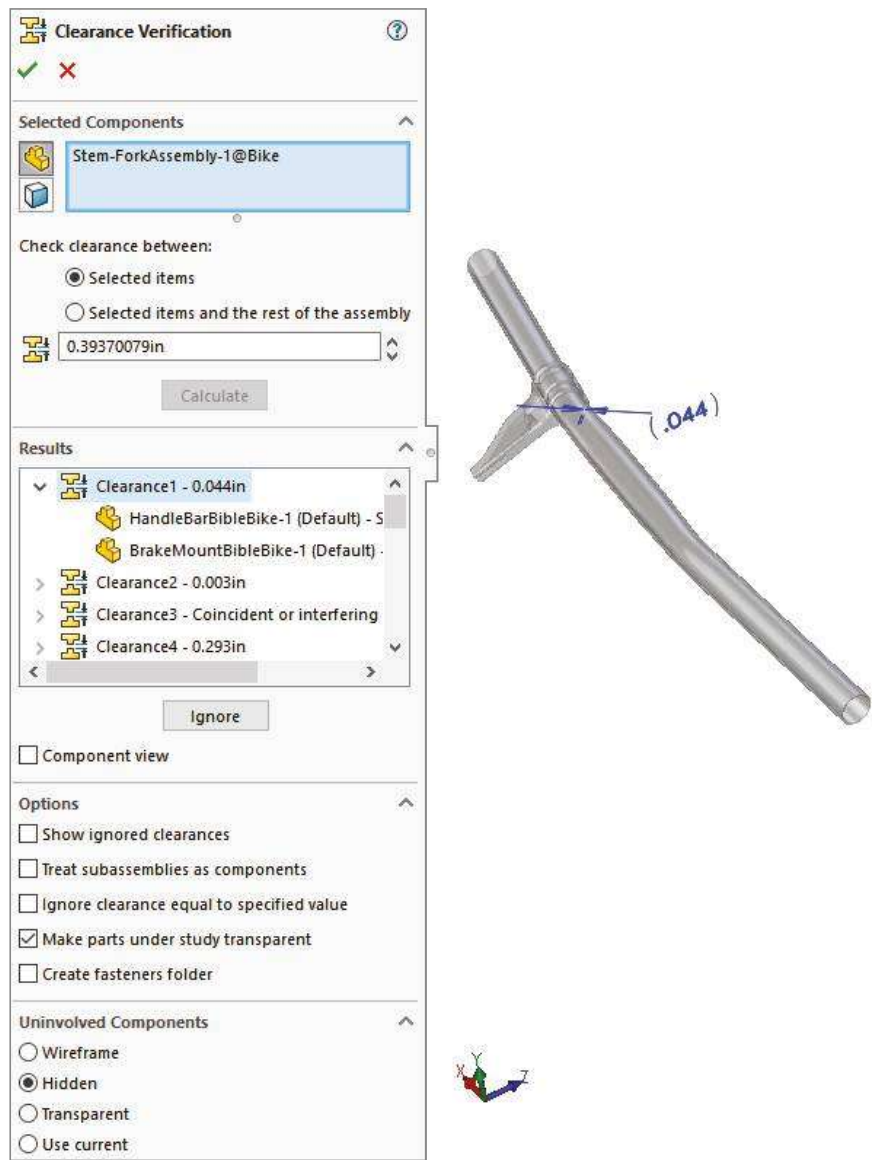 Clearance Verification
Selected Components
Stem-ForkAssembly-1@Bike
Check clearance between:
Selected items
Selected items and the rest of the assembly
0.39370079in
Calculate
Results
Clearance1 - 0.044in
HandleBarBibleBike-1 (Default) - S
BrakeMountBibleBike-1 (Default) -
Clearance2 - 0.003in
Clearance3 - Coincident or interfering
Clearance4 - 0.293in
Ignore
Component view
Options
Show ignored clearances
Treat subassemblies as components
Ignore clearance equal to specified value
Make parts under study transparent
Create fasteners folder
Uninvolved Components
Wireframe
Hidden
Transparent
Use current
(.044)
X
Y
Z